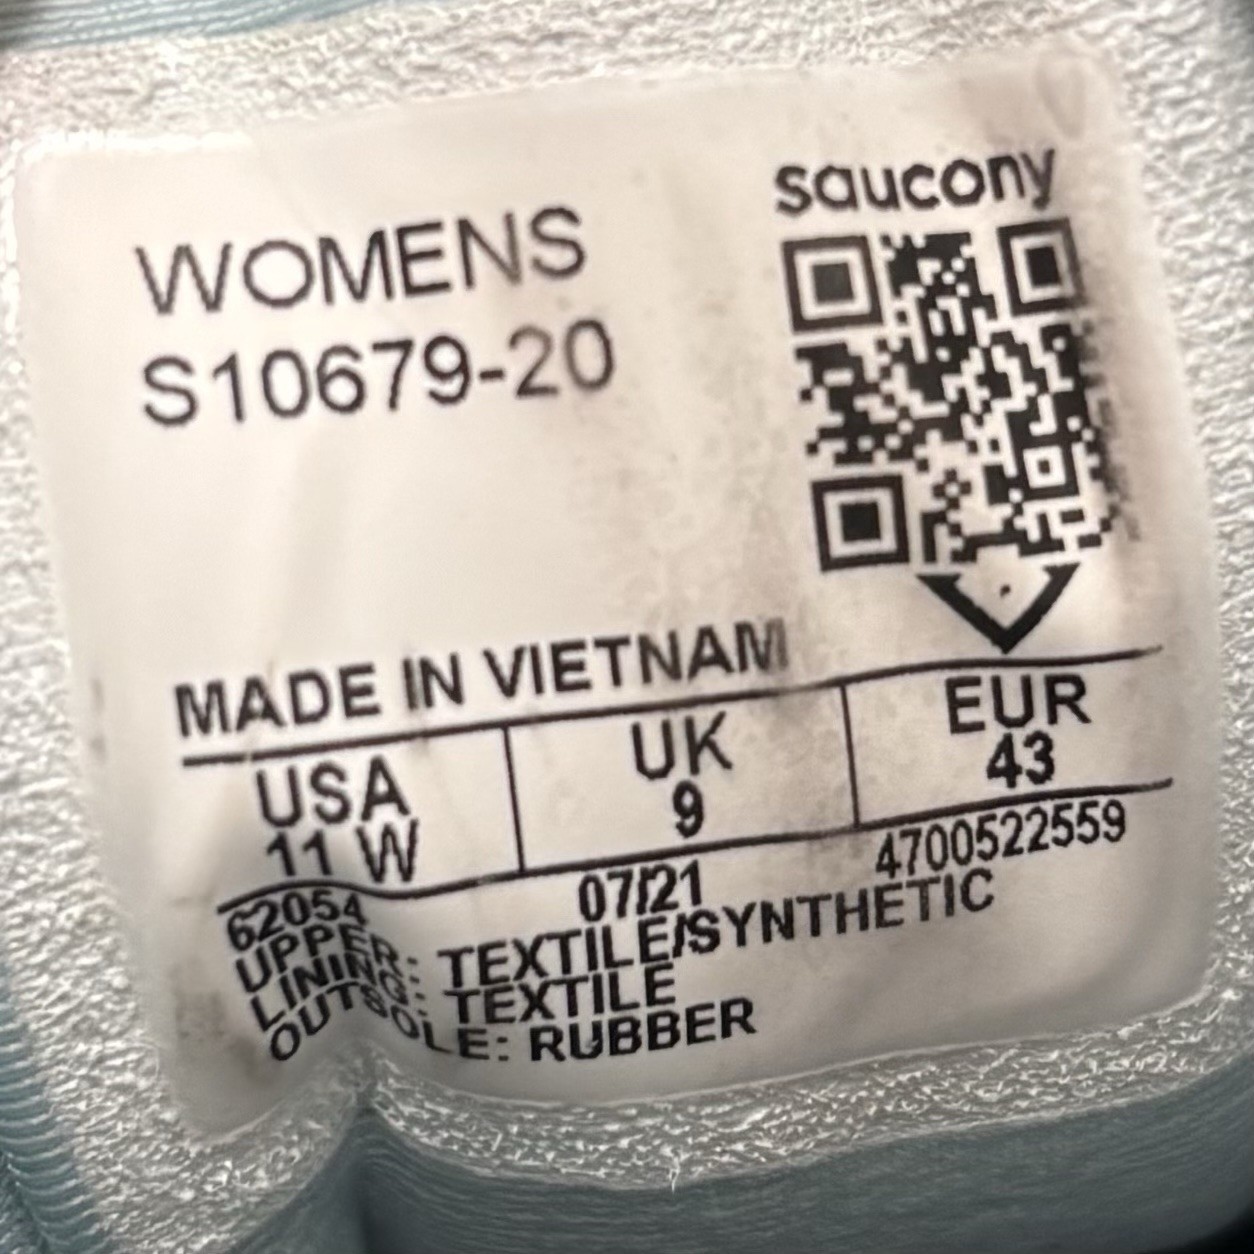 saucony
WOMENS
S10679-20
MADE IN VIETNAM
USA UK EUR
11 W 9 43
62054 07/21 4700522559
UPPER: TEXTILE/SYNTHETIC
LINING: TEXTILE
OUTSOLE: RUBBER